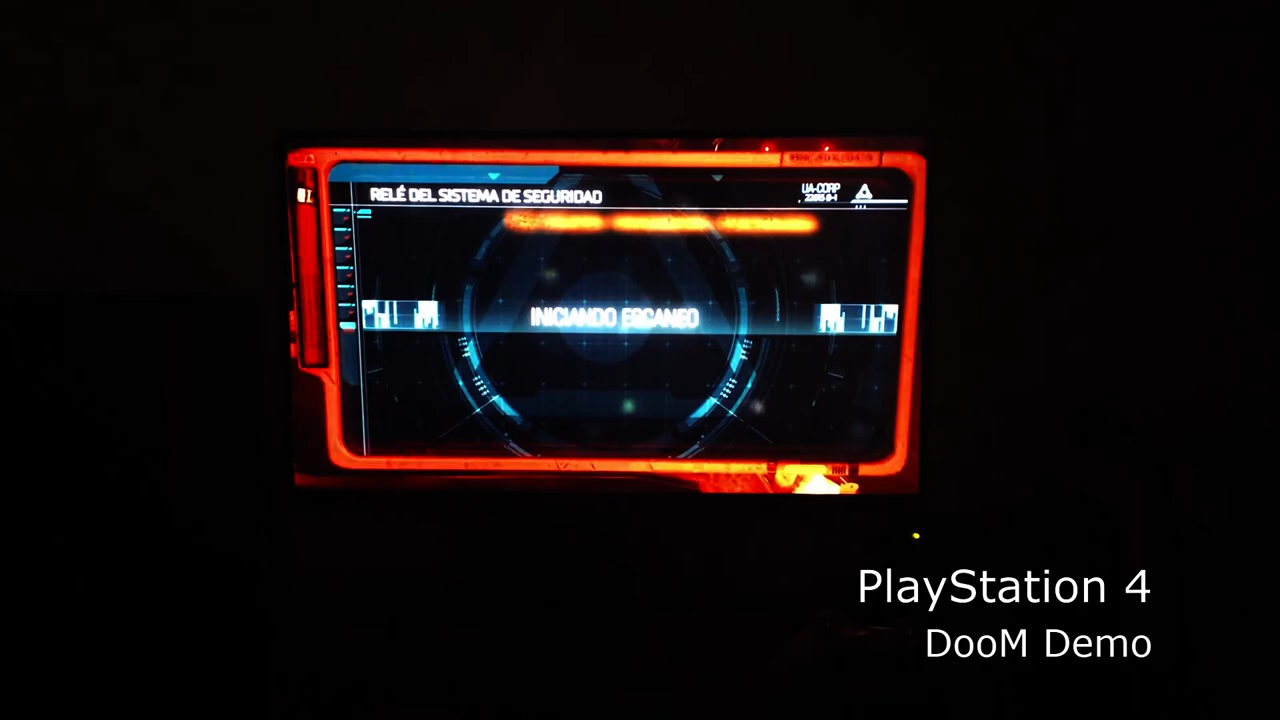 RELÉ DEL SISTEMA DE SEGURIDAD
UA-CORP
INICIANDO ESCANEO
PlayStation 4
DooM Demo